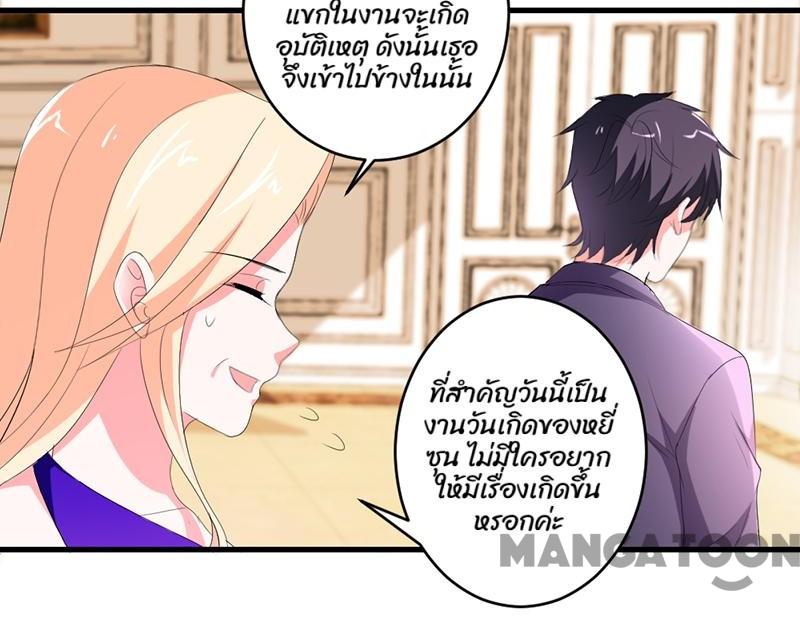 แขกในงานจะเกิด
อุบัติเหตุ ดังนั้นเธอ
จึงเข้าไปข้างในนั้น
ที่สำคัญวันนี้เป็น
งานวันเกิดของหยี่
ซุน ไม่มีใครอยาก
ให้มีเรื่องเกิดขึ้น
หรอกค่ะ
MANGATOON